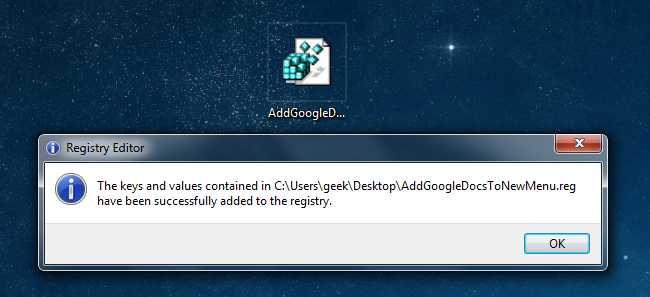 AddGoogleD...
Registry Editor
The keys and values contained in C:\Users\geek\Desktop\AddGoogleDocsToNewMenu.reg
have been successfully added to the registry.
OK